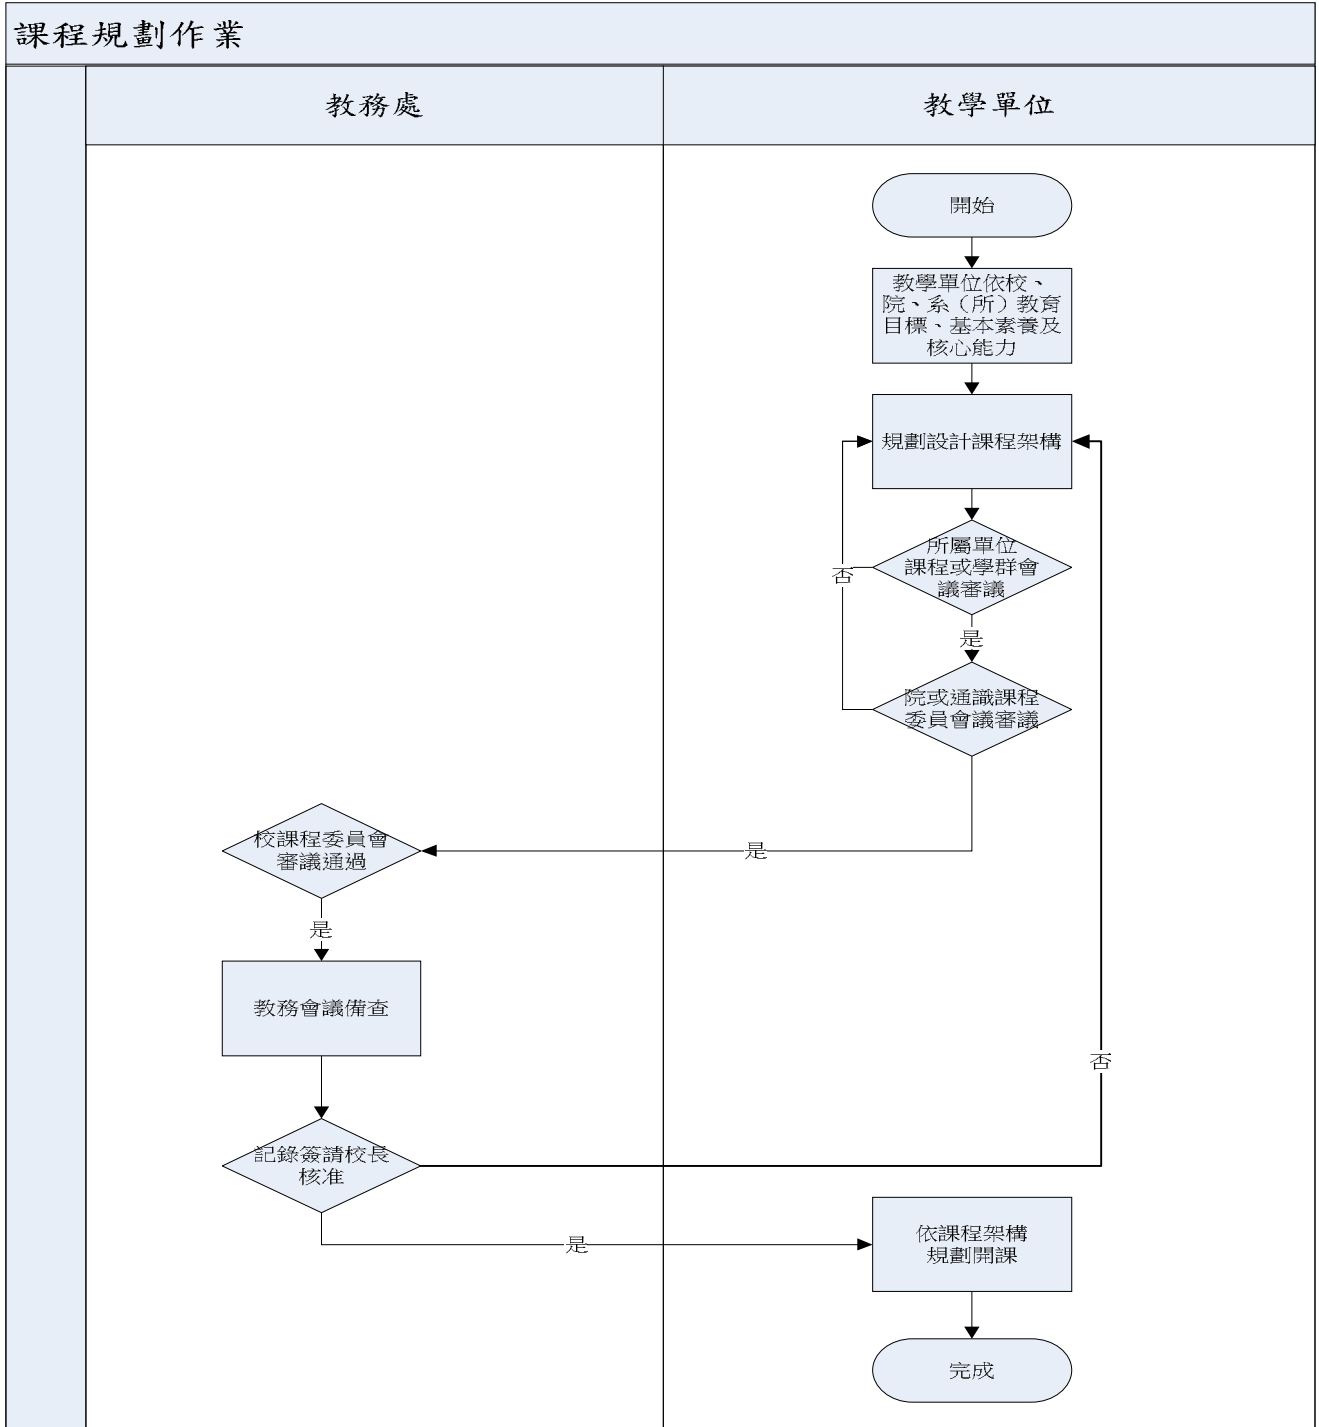 課程規劃作業
教務處
教學單位
開始
教學單位依校、
院、系（所）教育
目標、基本素養及
核心能力
規劃設計課程架構
所屬單位
課程或學群會
議審議
否
是
院或通識課程
委員會議審議
校課程委員會
審議通過
是
是
教務會議備查
否
記錄簽請校長
核准
是
依課程架構
規劃開課
完成